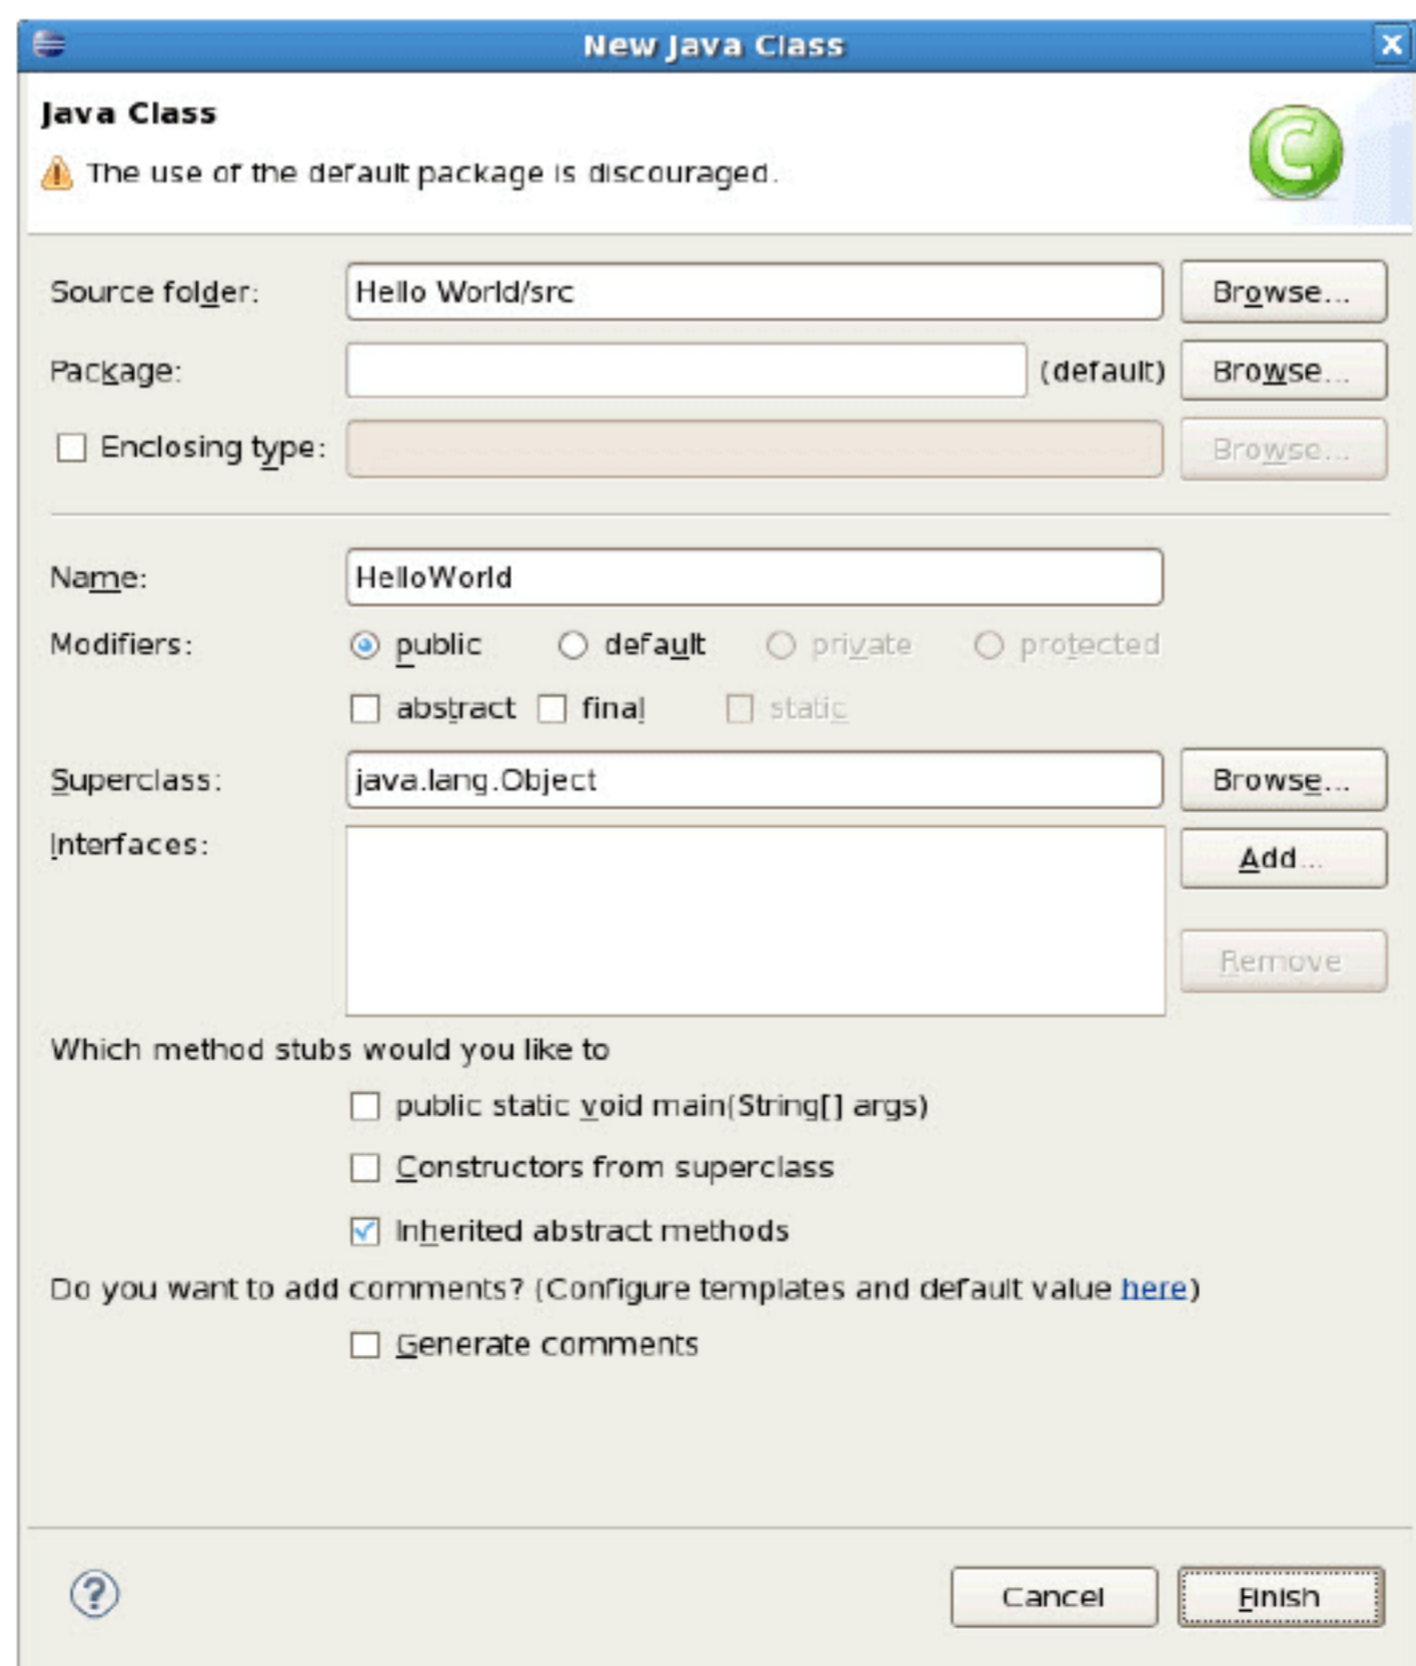 New Java Class
Java Class
The use of the default package is discouraged.
Source folder: Hello World/src Browse...
Package: (default) Browse...
Enclosing type: Browse...
Name: HelloWorld
Modifiers: public default private protected
abstract final static
Superclass: java.lang.Object Browse...
Interfaces: Add...
Remove
Which method stubs would you like to
public static void main(String[] args)
Constructors from superclass
Inherited abstract methods
Do you want to add comments? (Configure templates and default value here)
Generate comments
Cancel Finish